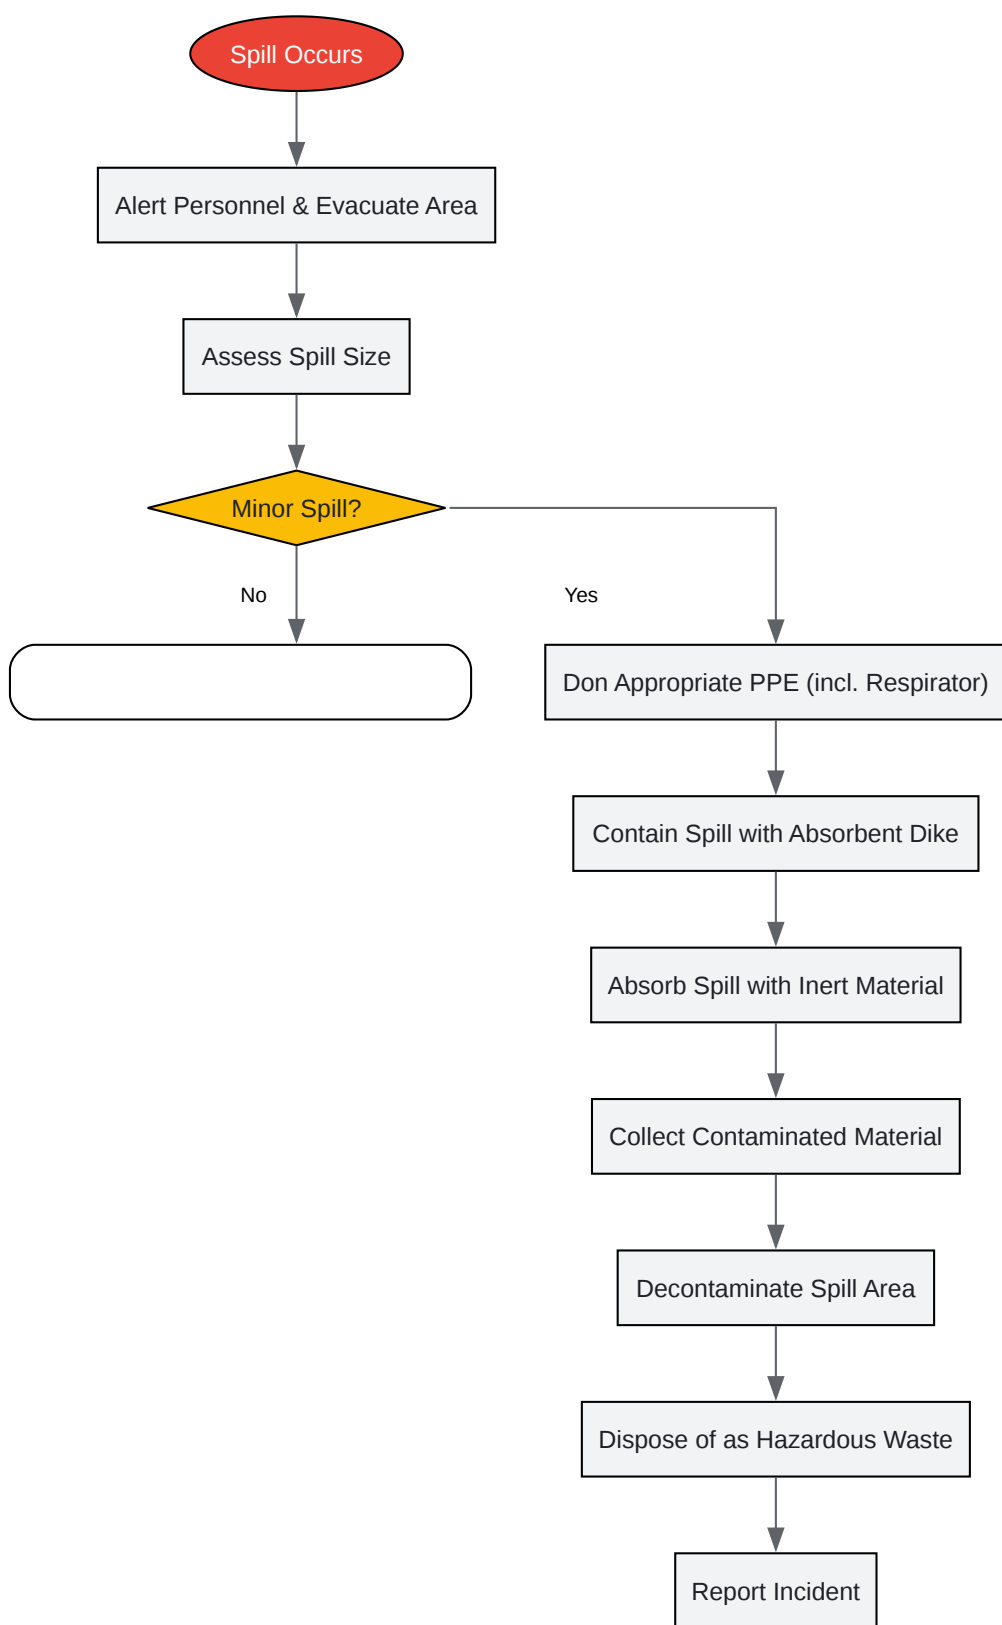 Spill Occurs
Alert Personnel & Evacuate Area
Assess Spill Size
Minor Spill?
No
Yes
Don Appropriate PPE (incl. Respirator)
Contain Spill with Absorbent Dike
Absorb Spill with Inert Material
Collect Contaminated Material
Decontaminate Spill Area
Dispose of as Hazardous Waste
Report Incident